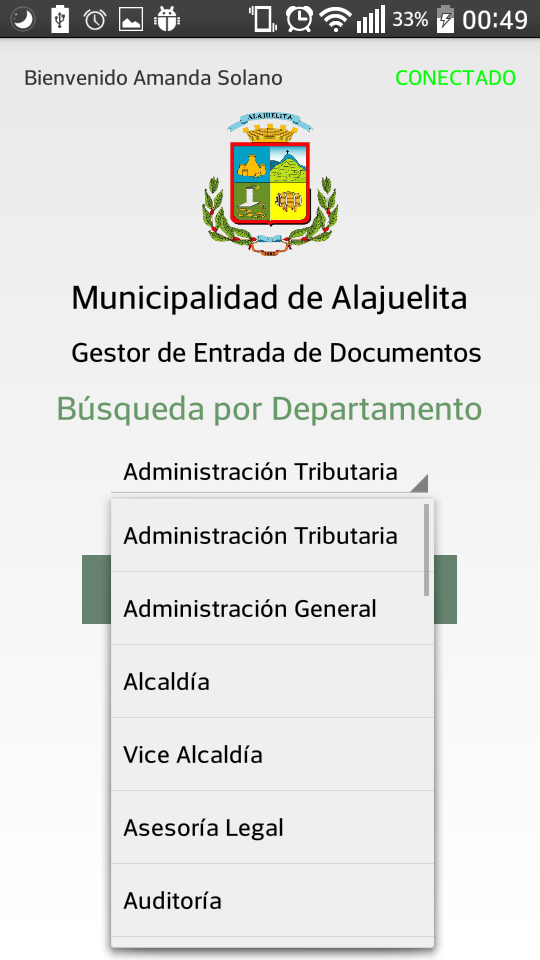 33% 00:49
Bienvenido Amanda Solano CONECTADO
ALAJUELITA
Municipalidad de Alajuelita
Gestor de Entrada de Documentos
Búsqueda por Departamento
Administración Tributaria
Administración Tributaria
Administración General
Alcaldía
Vice Alcaldía
Asesoría Legal
Auditoría